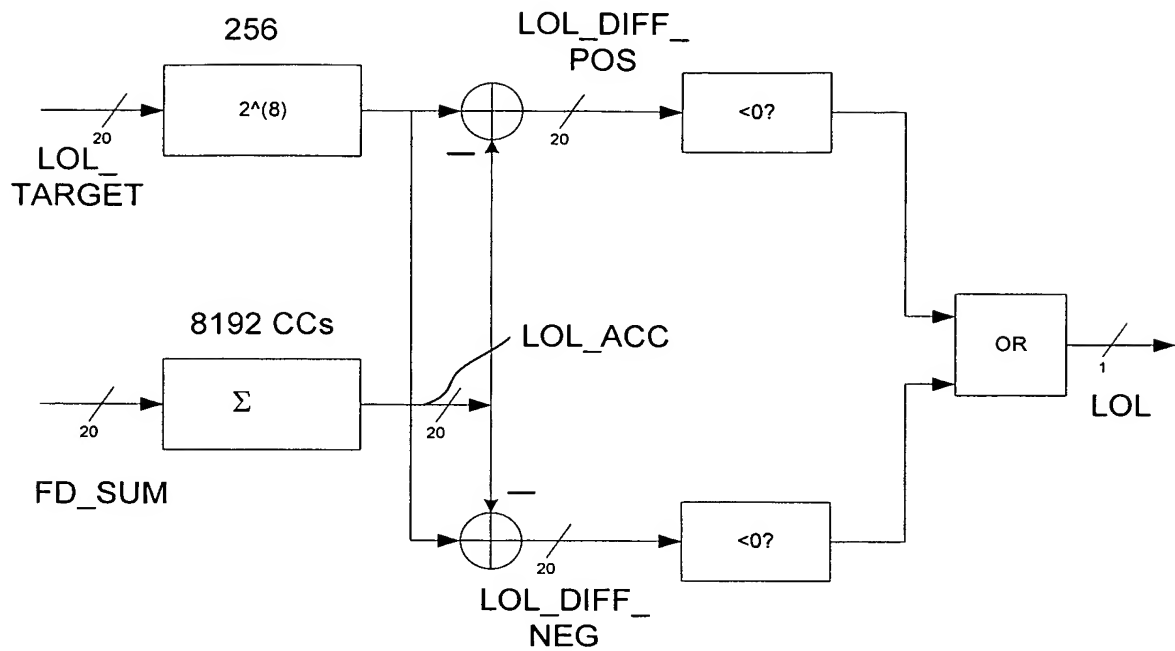 256
LOL_DIFF_
POS
2^(8)
<0?
20
20
LOL_
TARGET
—
8192 CCs
LOL_ACC
OR
Σ
1
20
20
LOL
FD_SUM
—
<0?
20
LOL_DIFF_
NEG